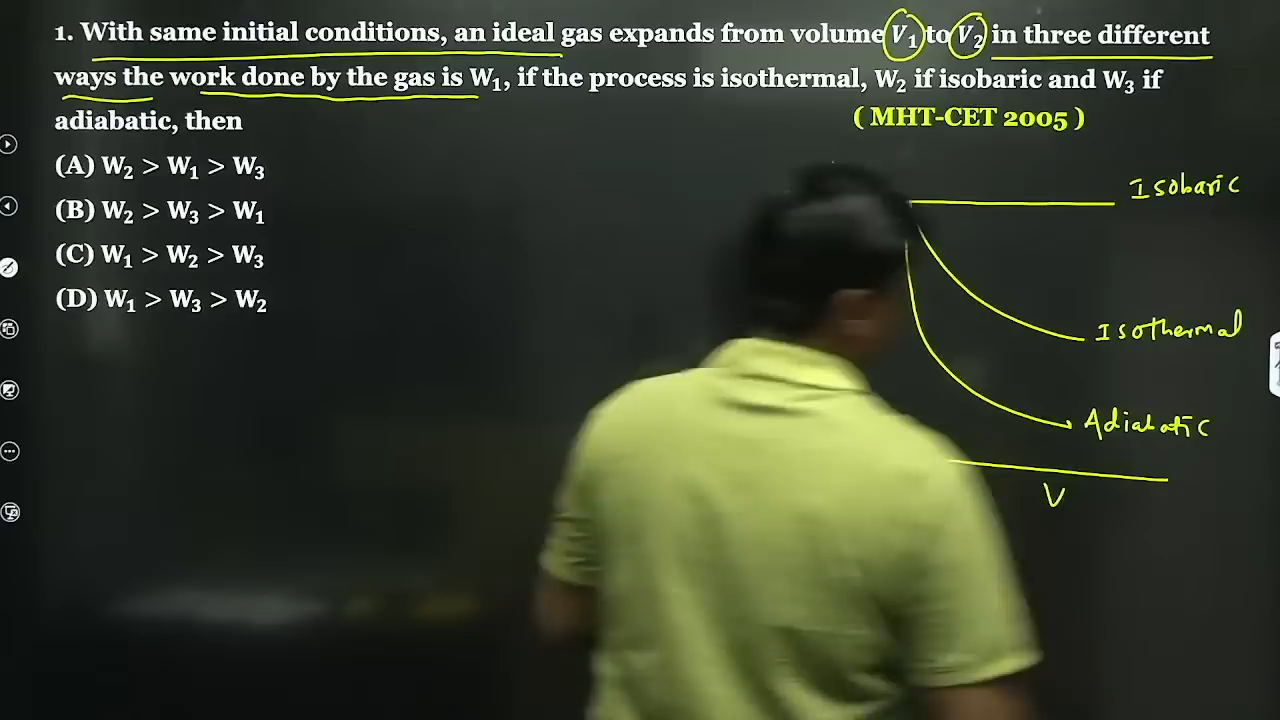 1. With same initial conditions, an ideal gas expands from volume V₁ to V₂ in three different
ways the work done by the gas is W₁, if the process is isothermal, W₂ if isobaric and W₃ if
adiabatic, then
( MHT-CET 2005 )
(A) W₂ > W₁ > W₃
(B) W₂ > W₃ > W₁
(C) W₁ > W₂ > W₃
(D) W₁ > W₃ > W₂
Isobaric
Isothermal
Adiabatic
V